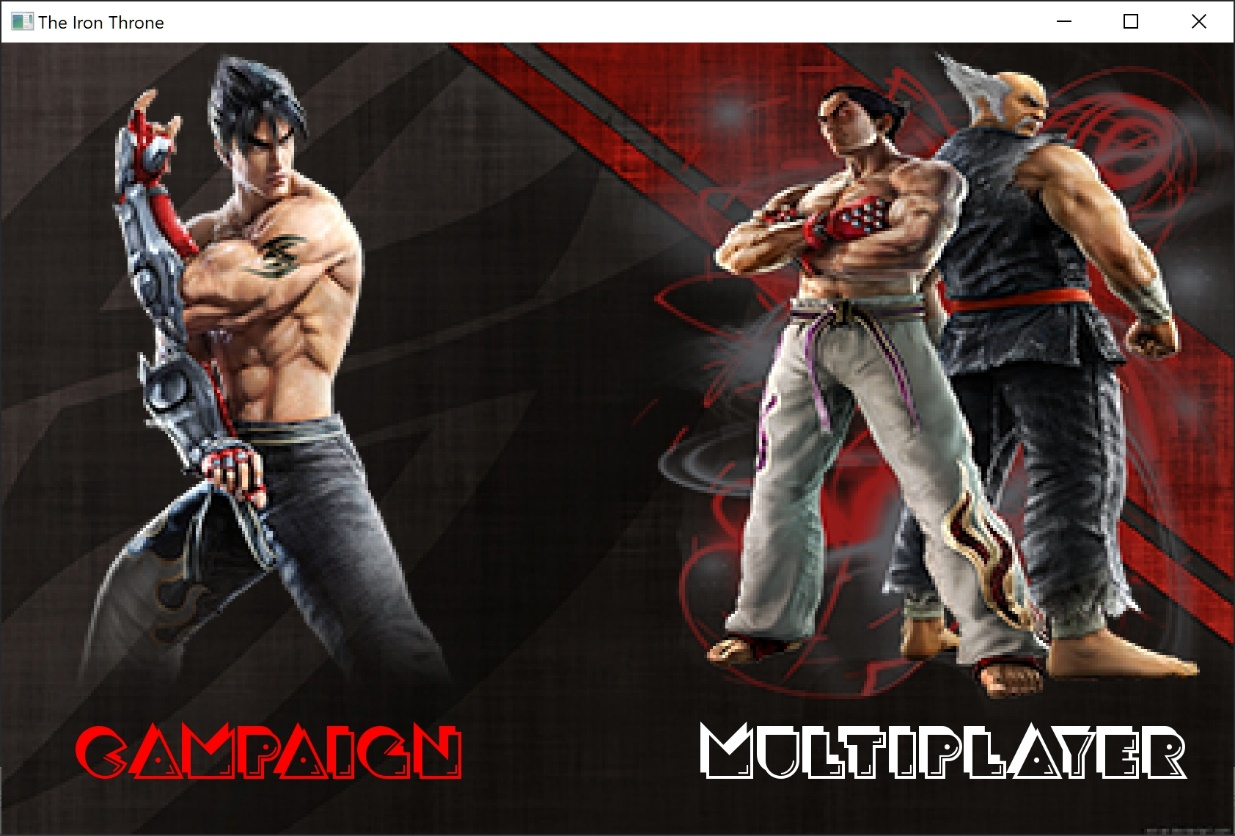 The Iron Throne
CAMPAIGN
MULTIPLAYER